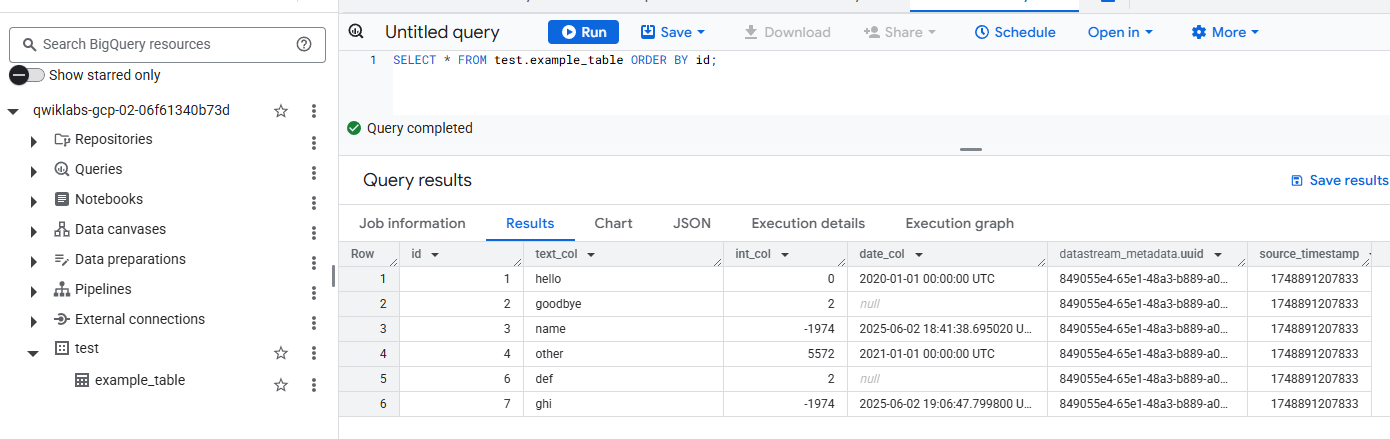 Search BigQuery resources
Show starred only
qwiklabs-gcp-02-06f61340b73d
Repositories
Queries
Notebooks
Data canvases
Data preparations
Pipelines
External connections
test
example_table
Untitled query Run Save Download Share Schedule Open in More
1 SELECT * FROM test.example_table ORDER BY id;
Query completed
Query results Save results
Job information Results Chart JSON Execution details Execution graph
Row id text_col int_col date_col datastream_metadata.uuid source_timestamp
1 1 hello 0 2020-01-01 00:00:00 UTC 849055e4-65e1-48a3-b889-a0... 1748891207833
2 2 goodbye 2 null 849055e4-65e1-48a3-b889-a0... 1748891207833
3 3 name -1974 2025-06-02 18:41:38.695020 U... 849055e4-65e1-48a3-b889-a0... 1748891207833
4 4 other 5572 2021-01-01 00:00:00 UTC 849055e4-65e1-48a3-b889-a0... 1748891207833
5 6 def 2 null 849055e4-65e1-48a3-b889-a0... 1748891207833
6 7 ghi -1974 2025-06-02 19:06:47.799800 U... 849055e4-65e1-48a3-b889-a0... 1748891207833